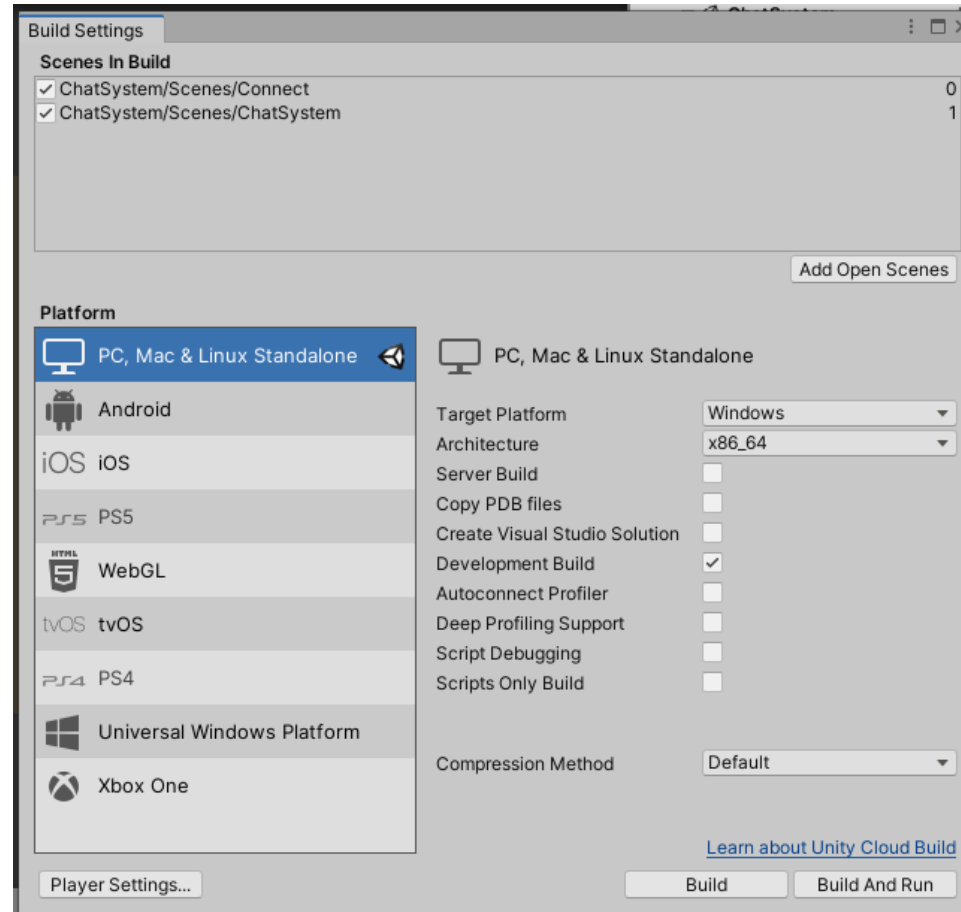 Build Settings
Scenes In Build
ChatSystem/Scenes/Connect 0
ChatSystem/Scenes/ChatSystem 1
Add Open Scenes
Platform
PC, Mac & Linux Standalone
Android
iOS iOS
PS5 PS5
HTML 5 WebGL
tvOS tvOS
PS4 PS4
Universal Windows Platform
Xbox One
PC, Mac & Linux Standalone
Target Platform Windows
Architecture x86_64
Server Build
Copy PDB files
Create Visual Studio Solution
Development Build
Autoconnect Profiler
Deep Profiling Support
Script Debugging
Scripts Only Build
Compression Method Default
Learn about Unity Cloud Build
Player Settings... Build Build And Run